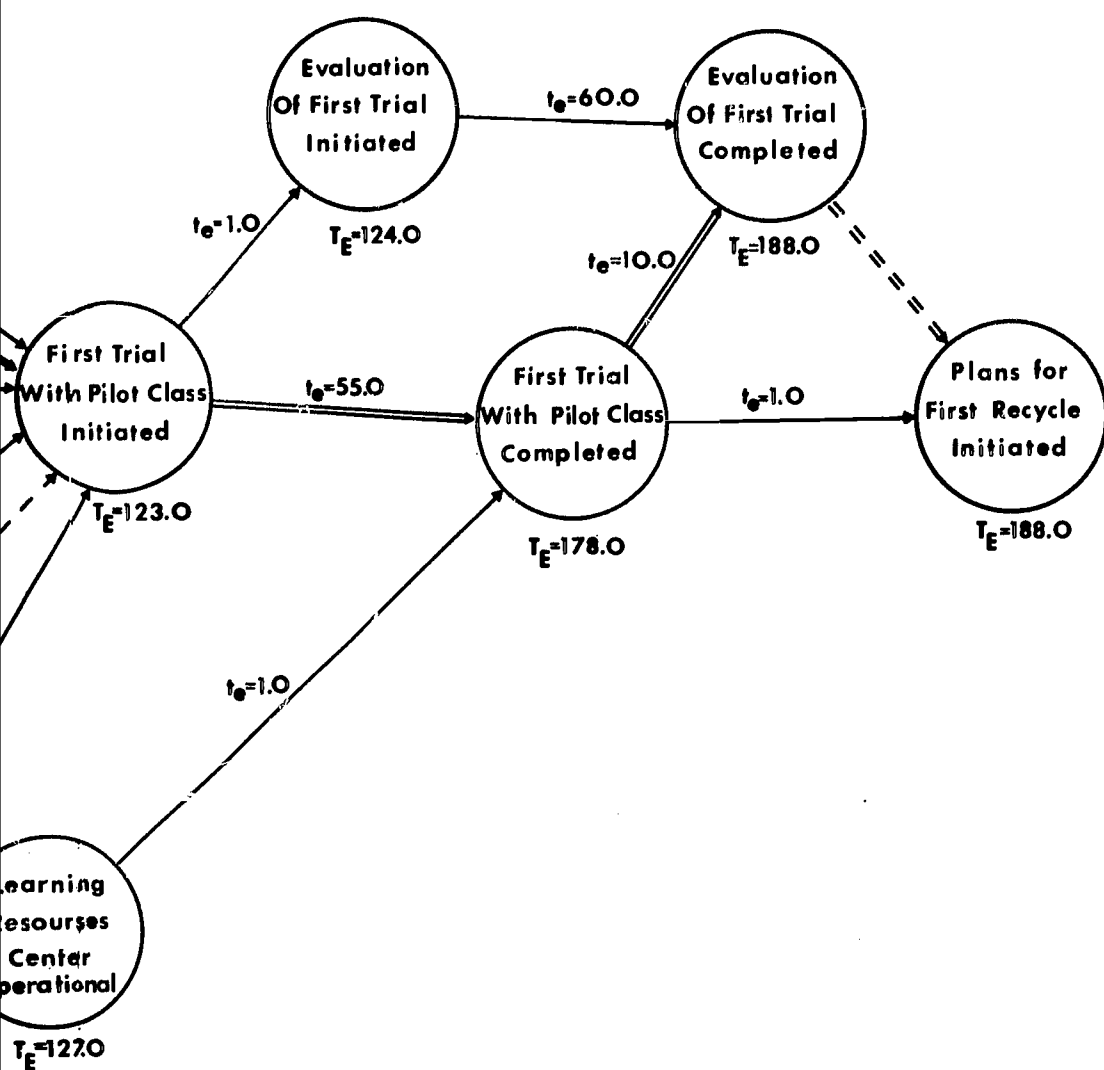 Evaluation
Of First Trial
Initiated
te=60.0
Evaluation
Of First Trial
Completed
te=1.0
TE=124.0
te=10.0
TE=188.0
First Trial
With Pilot Class
Initiated
te=55.0
First Trial
With Pilot Class
Completed
te=1.0
Plans for
First Recycle
Initiated
TE=123.0
TE=178.0
TE=188.0
te=1.0
earning
esourses
Center
perational
TE=127.0